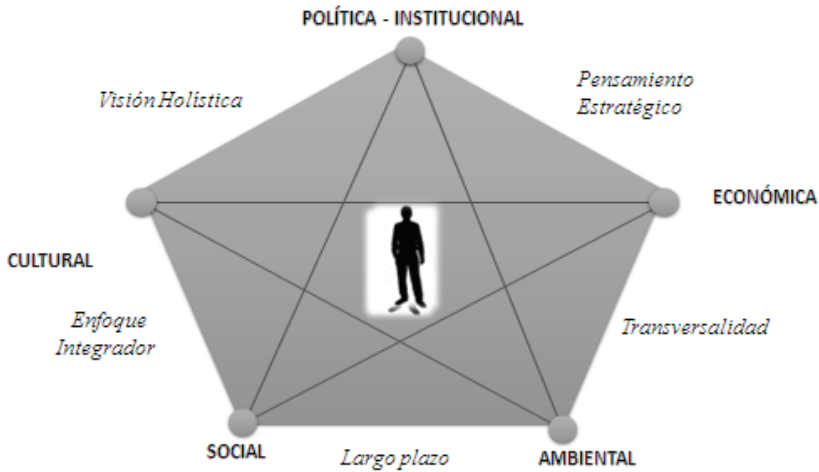 POLÍTICA - INSTITUCIONAL
Visión Holística
Pensamiento
Estratégico
ECONÓMICA
CULTURAL
Enfoque
Integrador
Transversalidad
SOCIAL
Largo plazo
AMBIENTAL